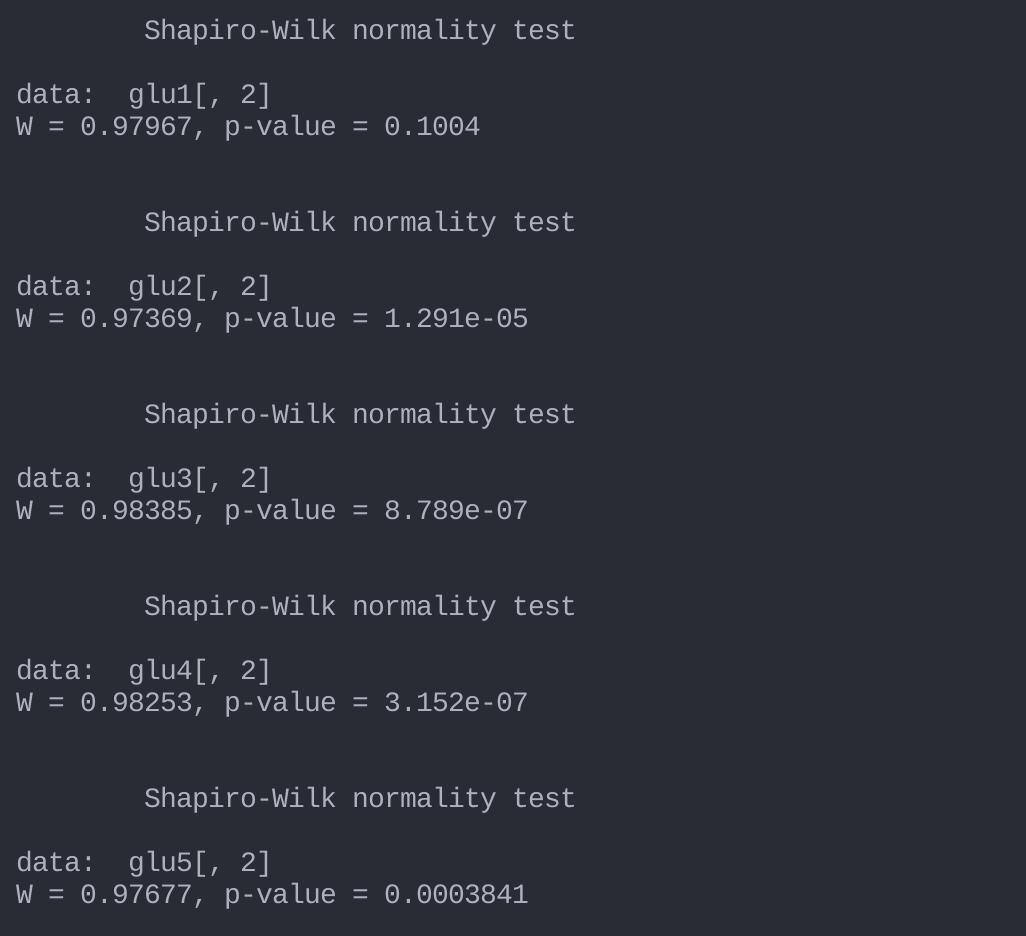 Shapiro-Wilk normality test
data:  glu1[, 2]
W = 0.97967, p-value = 0.1004
Shapiro-Wilk normality test
data:  glu2[, 2]
W = 0.97369, p-value = 1.291e-05
Shapiro-Wilk normality test
data:  glu3[, 2]
W = 0.98385, p-value = 8.789e-07
Shapiro-Wilk normality test
data:  glu4[, 2]
W = 0.98253, p-value = 3.152e-07
Shapiro-Wilk normality test
data:  glu5[, 2]
W = 0.97677, p-value = 0.0003841